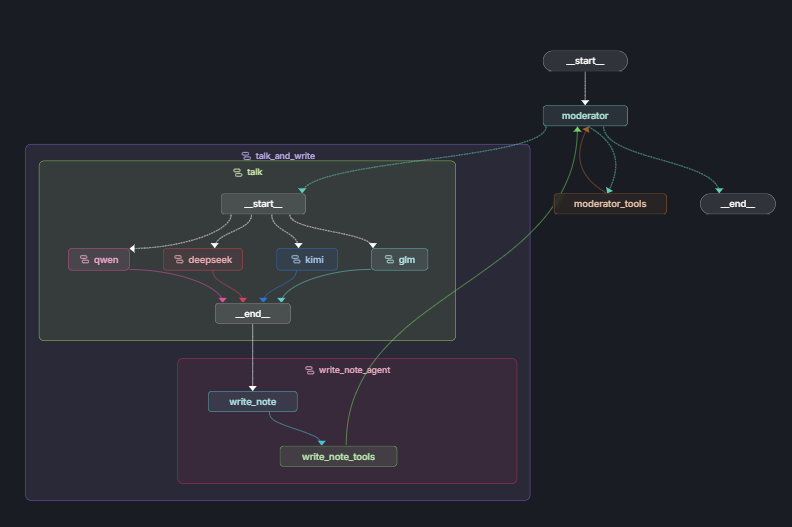 __start__
moderator
talk_and_write
talk
__start__
moderator_tools
__end__
qwen
deepseek
kimi
glm
__end__
write_note_agent
write_note
write_note_tools